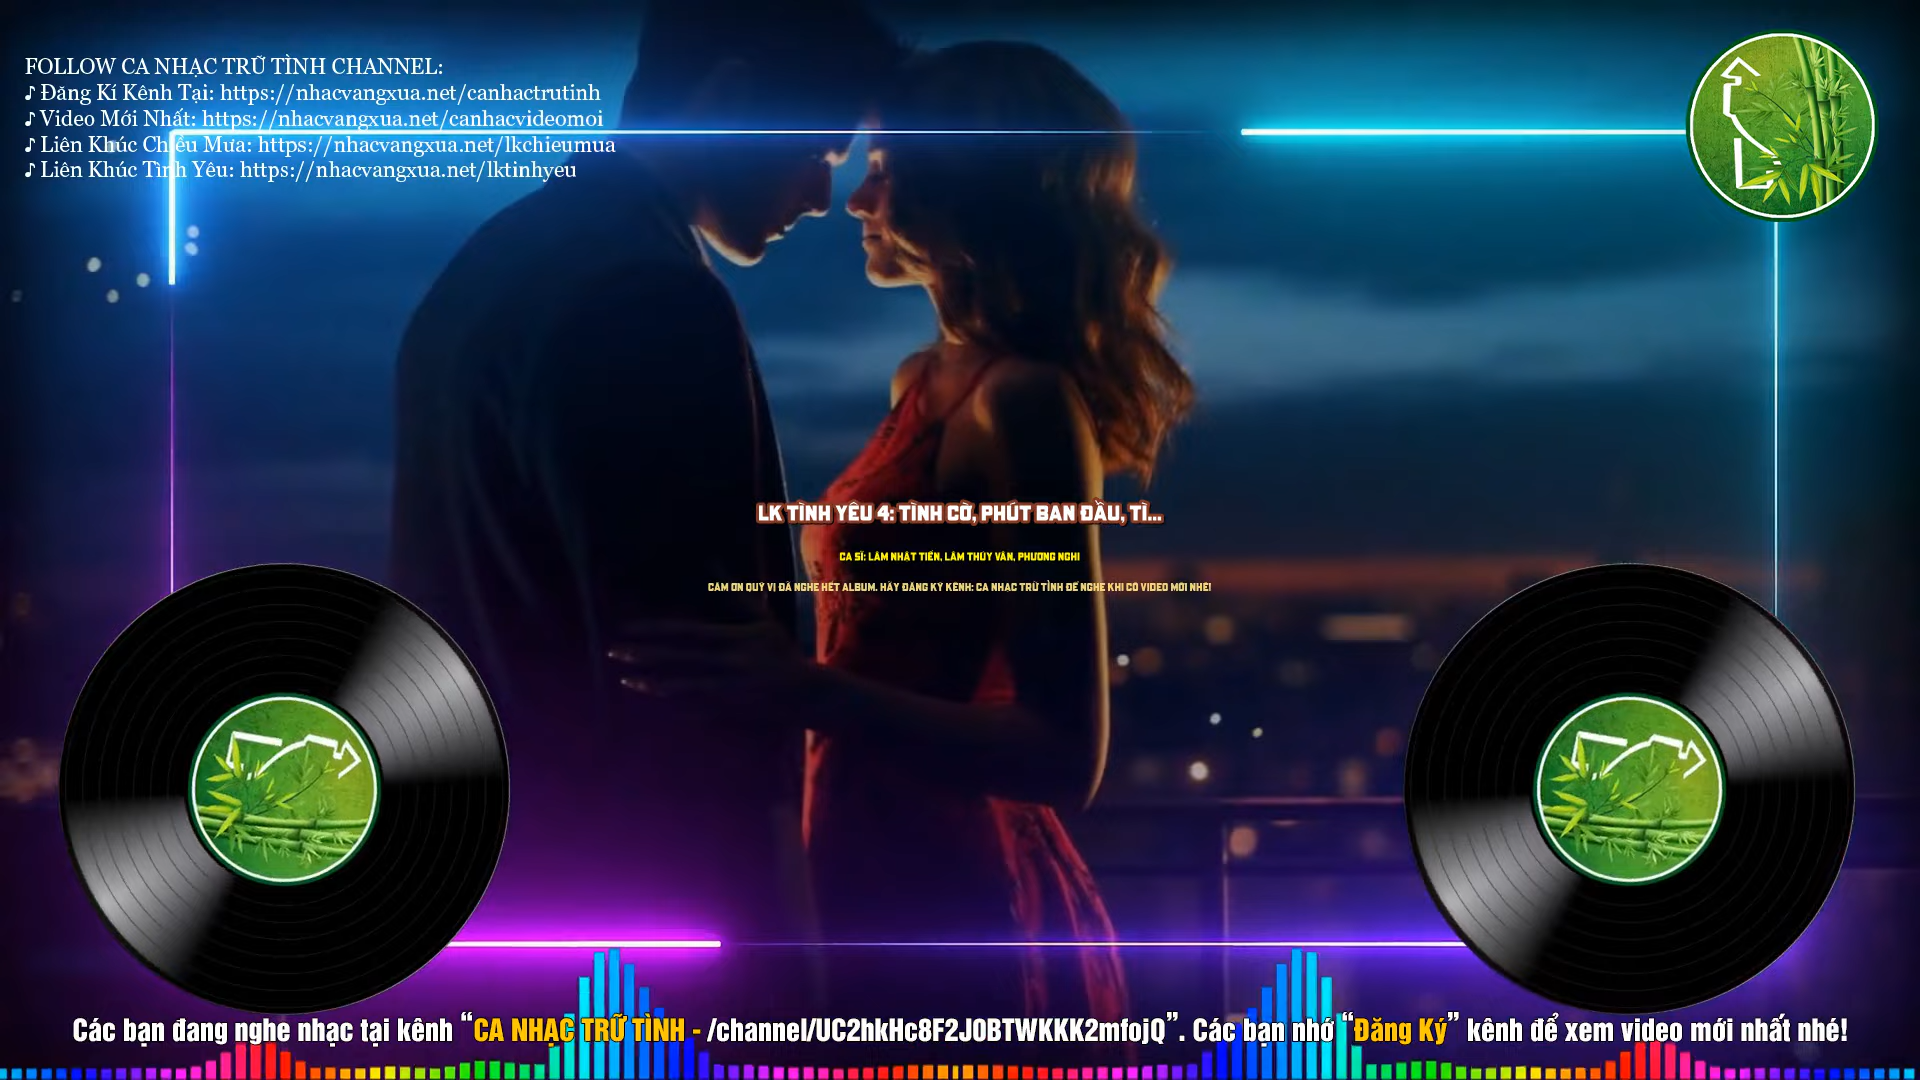 FOLLOW CA NHẠC TRỮ TÌNH CHANNEL:
♪ Đăng Kí Kênh Tại: https://nhacvangxua.net/canhactrutinh
♪ Video Mới Nhất: https://nhacvangxua.net/canhacvideomoi
♪ Liên Khúc Chiều Mưa: https://nhacvangxua.net/lkchieumua
♪ Liên Khúc Tình Yêu: https://nhacvangxua.net/lktinhyeu
LK TÌNH YÊU 4: TÌNH CỜ, PHÚT BAN ĐẦU, TÌ...
CA SĨ: LÂM NHẬT TIẾN, LÂM THÚY VÂN, PHƯƠNG NGHI
CẢM ƠN QUÝ VỊ ĐÃ NGHE HẾT ALBUM. HÃY ĐĂNG KÝ KÊNH: CA NHẠC TRỮ TÌNH ĐỂ NGHE KHI CÓ VIDEO MỚI NHÉ!
Các bạn đang nghe nhạc tại kênh “CA NHẠC TRỮ TÌNH - /channel/UC2hkHc8F2J0BTWKKK2mfojQ”. Các bạn nhớ “Đăng Ký” kênh để xem video mới nhất nhé!